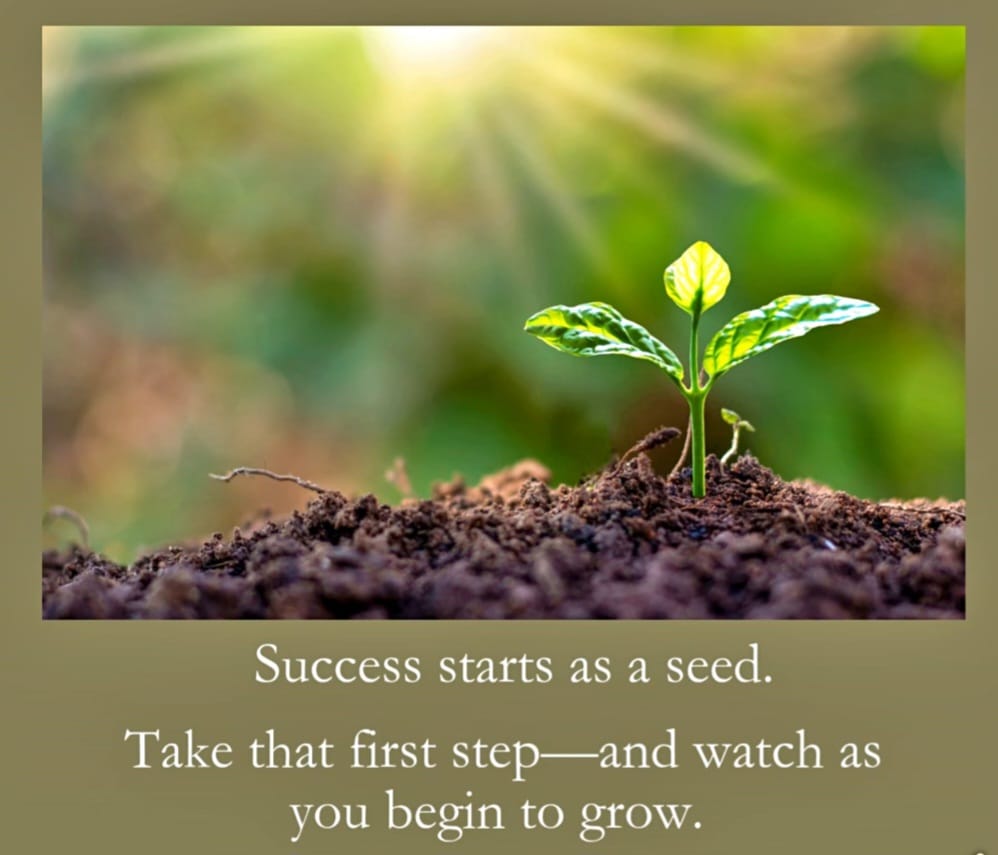 Success starts as a seed.
Take that first step—and watch as
you begin to grow.